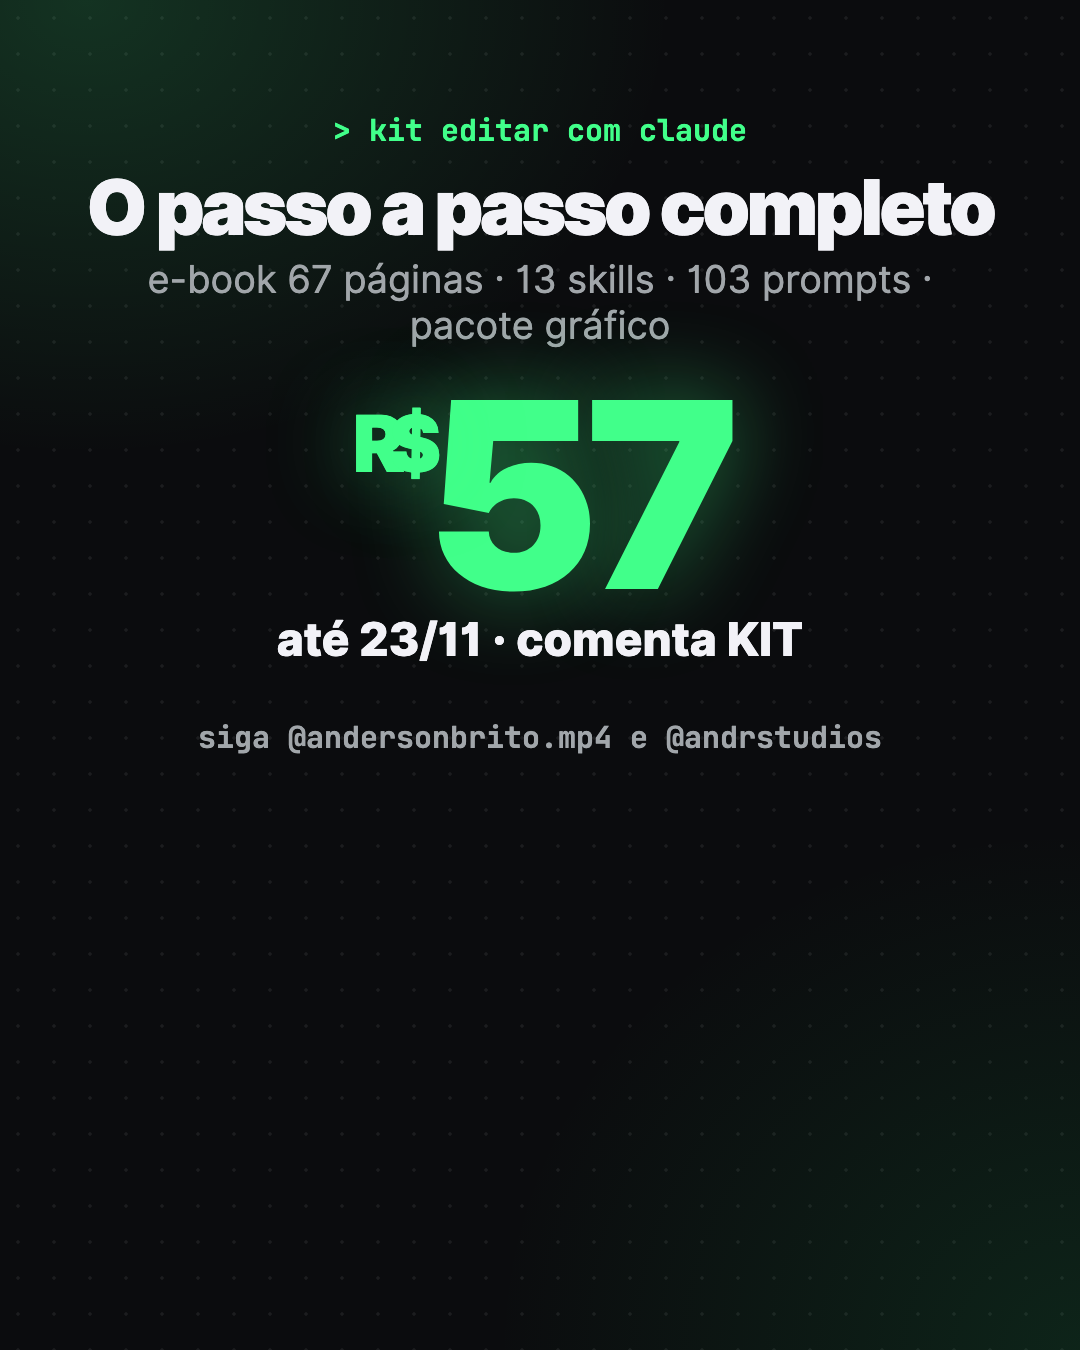 > kit editar com claude
O passo a passo completo
e-book 67 páginas · 13 skills · 103 prompts ·
pacote gráfico
R$57
até 23/11 · comenta KIT
siga @andersonbrito.mp4 e @andrstudios